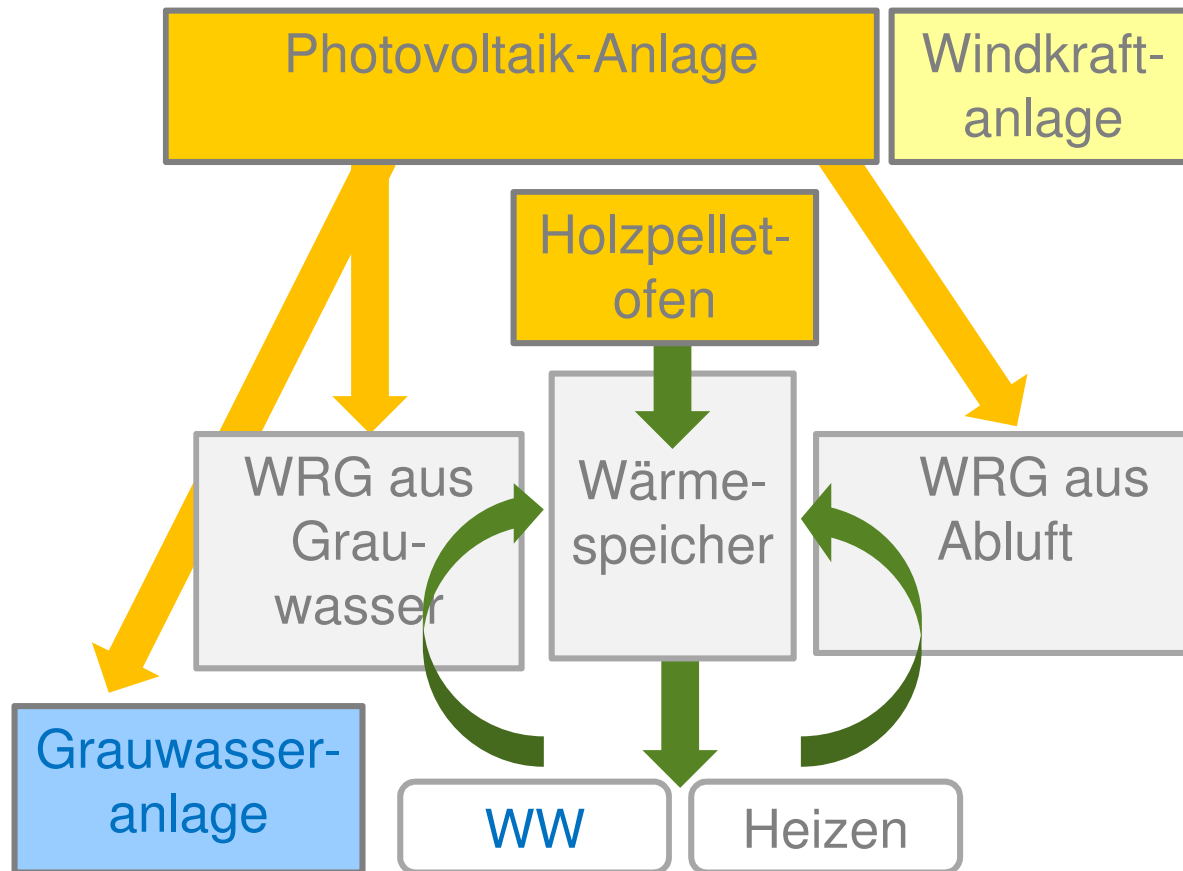 Photovoltaik-Anlage
Windkraft-
anlage
Holzpellet-
ofen
WRG aus
Grau-
wasser
Wärme-
speicher
WRG aus
Abluft
Grauwasser-
anlage
WW
Heizen